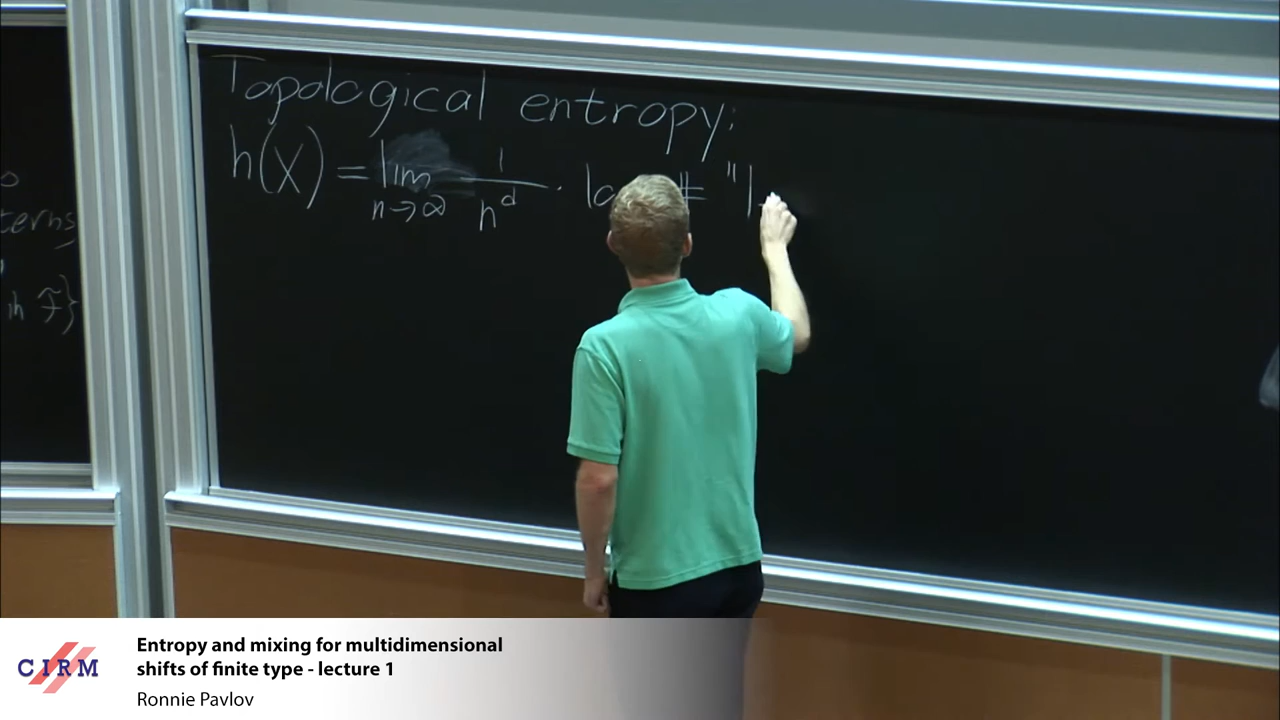 terns
in F̃}
Topological entropy:
h(X) = lim 1/n^d · # "
n→∞
CIRM
Entropy and mixing for multidimensional
shifts of finite type - lecture 1
Ronnie Pavlov